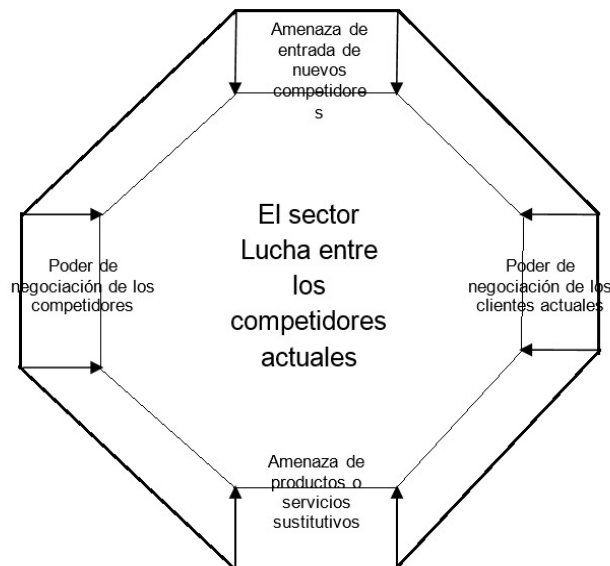 Amenaza de
entrada de
nuevos
competidore
s
El sector
Lucha entre
los
competidores
actuales
Poder de
negociación de los
competidores
Poder de
negociación de los
clientes actuales
Amenaza de
productos o
servicios
sustitutivos